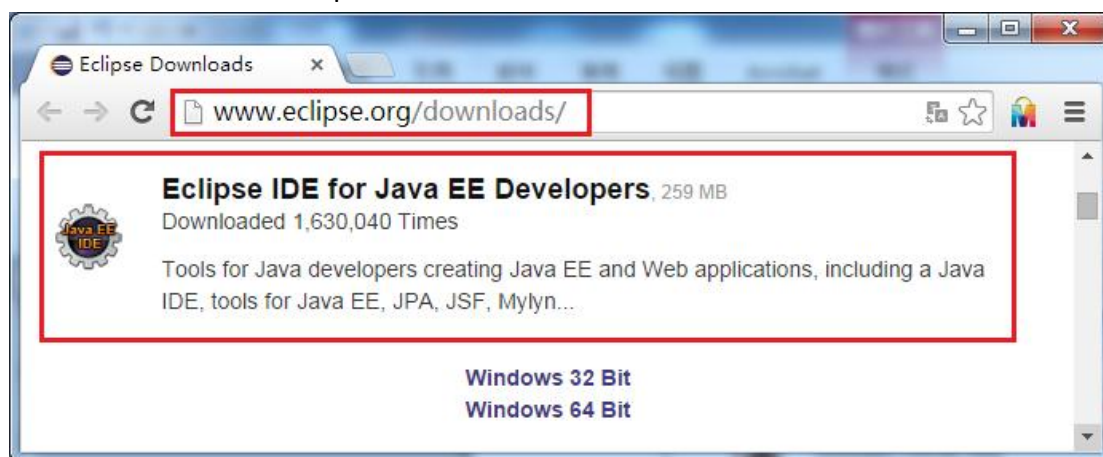 Eclipse Downloads
www.eclipse.org/downloads/
Eclipse IDE for Java EE Developers, 259 MB
Java EE
IDE
Downloaded 1,630,040 Times
Tools for Java developers creating Java EE and Web applications, including a Java
IDE, tools for Java EE, JPA, JSF, Mylyn...
Windows 32 Bit
Windows 64 Bit